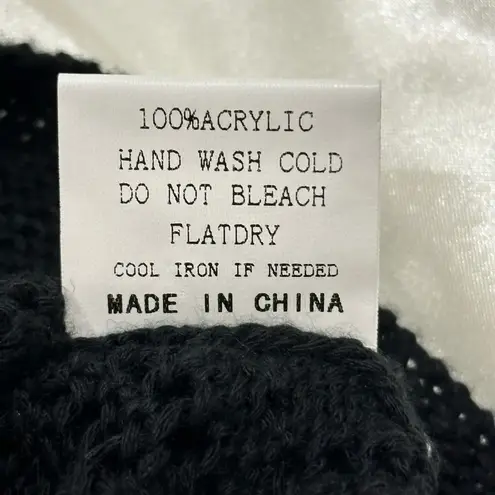 100%ACRYLIC
HAND WASH COLD
DO NOT BLEACH
FLATDRY
COOL IRON IF NEEDED
MADE IN CHINA